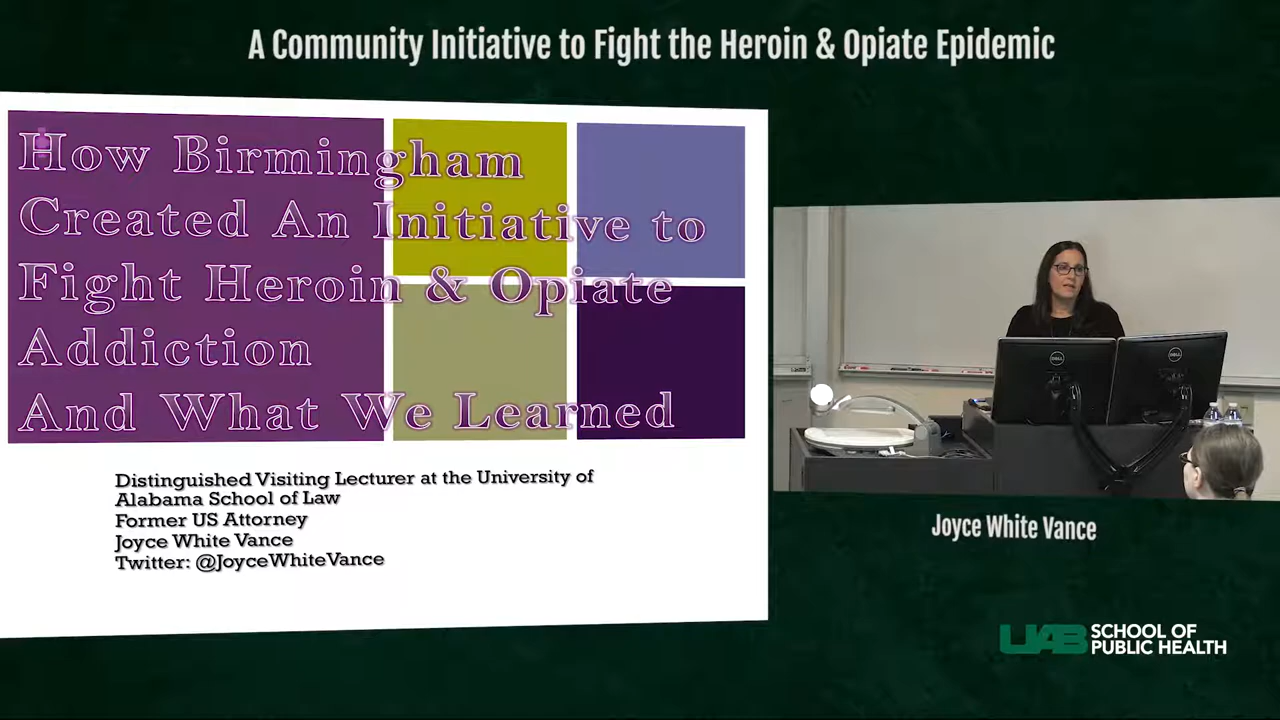 A Community Initiative to Fight the Heroin & Opiate Epidemic
How Birmingham
Created An Initiative to
Fight Heroin & Opiate
Addiction
And What We Learned
Distinguished Visiting Lecturer at the University of
Alabama School of Law
Former US Attorney
Joyce White Vance
Twitter: @JoyceWhiteVance
DELL
DELL
Joyce White Vance
UAB SCHOOL OF
PUBLIC HEALTH